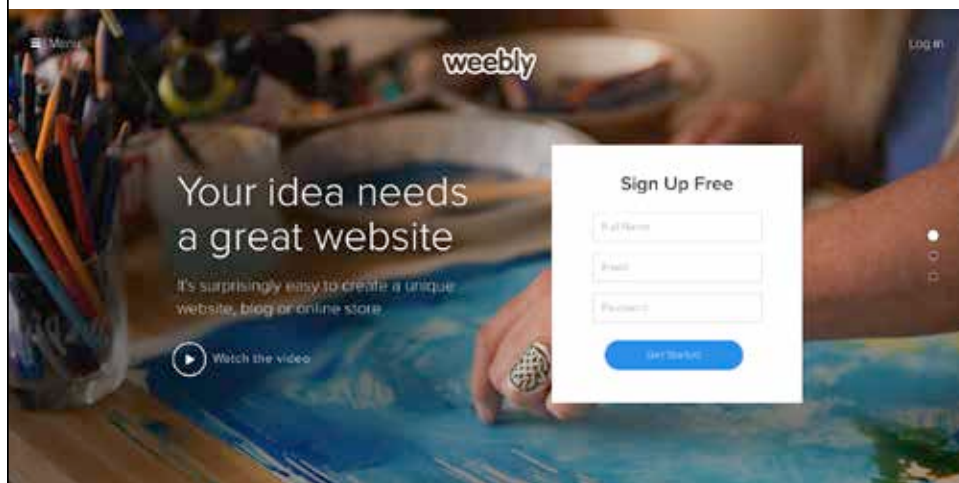 Menu
weebly
Log in
Your idea needs
a great website
It's surprisingly easy to create a unique
website, blog or online store
Watch the video
Sign Up Free
Full Name
Email
Password
Get Started